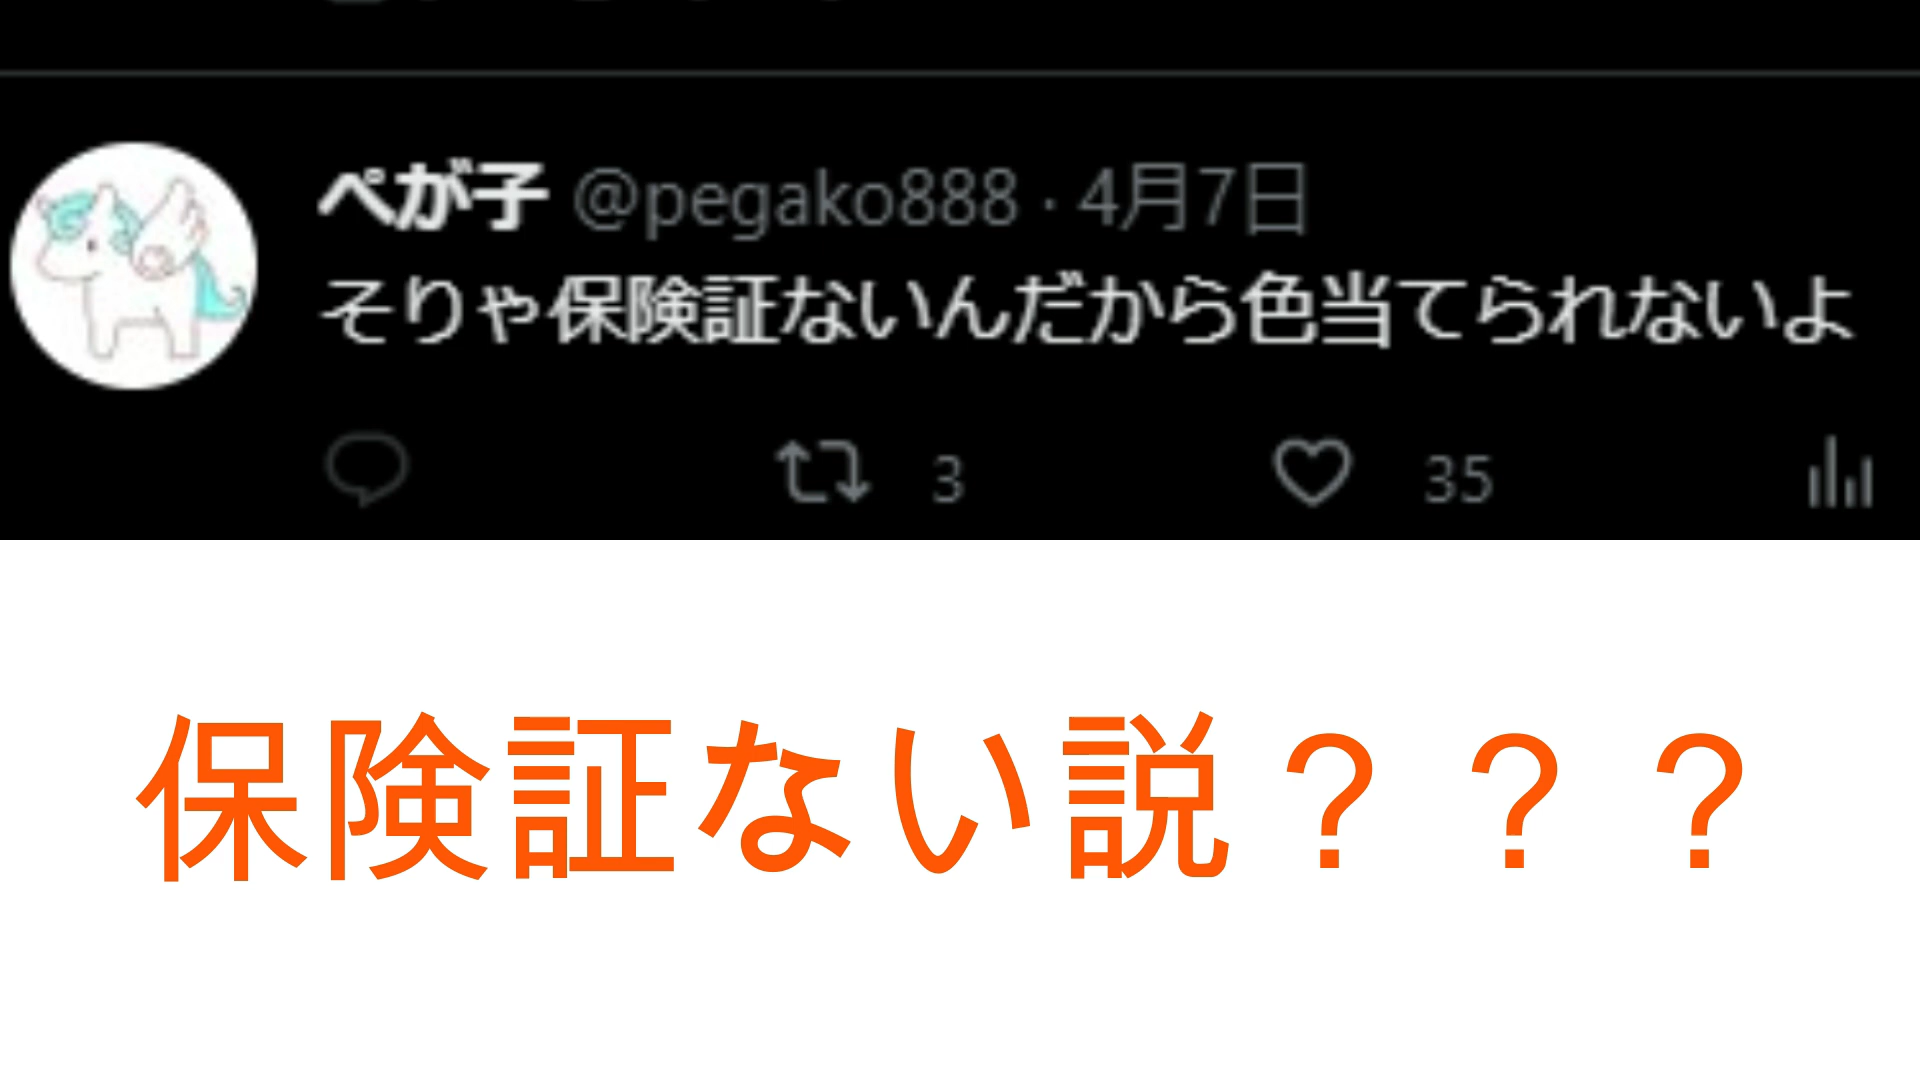 ぺが子 @pegako888 · 4月7日
そりゃ保険証ないんだから色当てられないよ
3 35
保険証ない説？？？